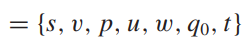 = {s, v, p, u, w, q₀, t}